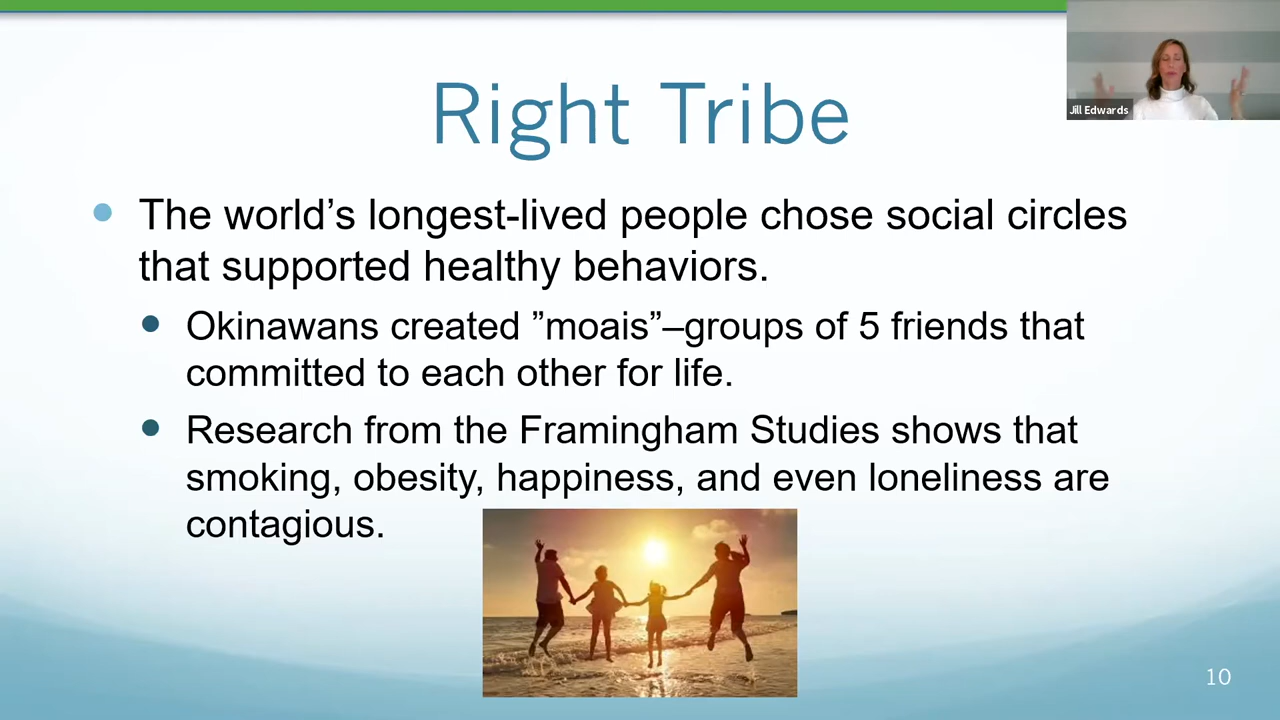 Jill Edwards
Right Tribe
The world’s longest-lived people chose social circles
that supported healthy behaviors.
Okinawans created ”moais”–groups of 5 friends that
committed to each other for life.
Research from the Framingham Studies shows that
smoking, obesity, happiness, and even loneliness are
contagious.
10